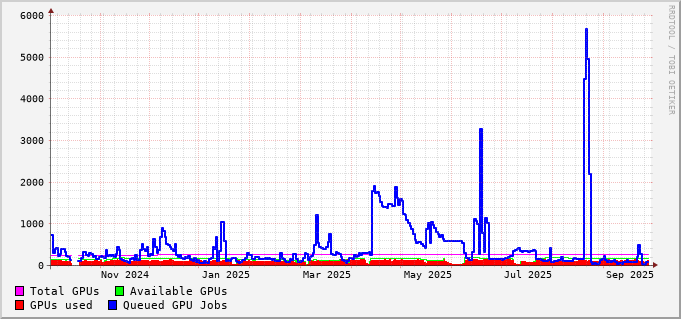 6000
5000
4000
3000
2000
1000
0
Nov 2024 Jan 2025 Mar 2025 May 2025 Jul 2025 Sep 2025
Total GPUs Available GPUs
GPUs used Queued GPU Jobs
RRDTOOL / TOBI OETIKER